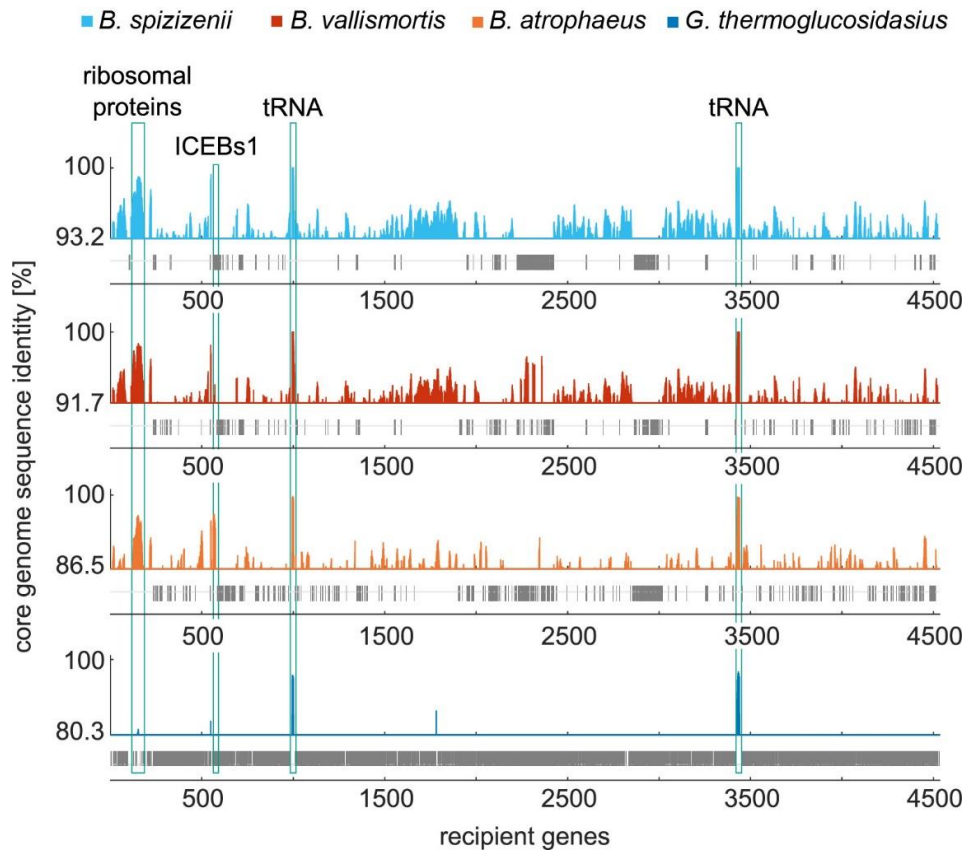 B. spizizenii B. vallismortis B. atrophaeus G. thermoglucosidasius
ribosomal
proteins
ICEBs1
tRNA
tRNA
100
93.2
500 1500 2500 3500 4500
100
91.7
500 1500 2500 3500 4500
100
86.5
500 1500 2500 3500 4500
100
80.3
500 1500 2500 3500 4500
core genome sequence identity [%]
recipient genes